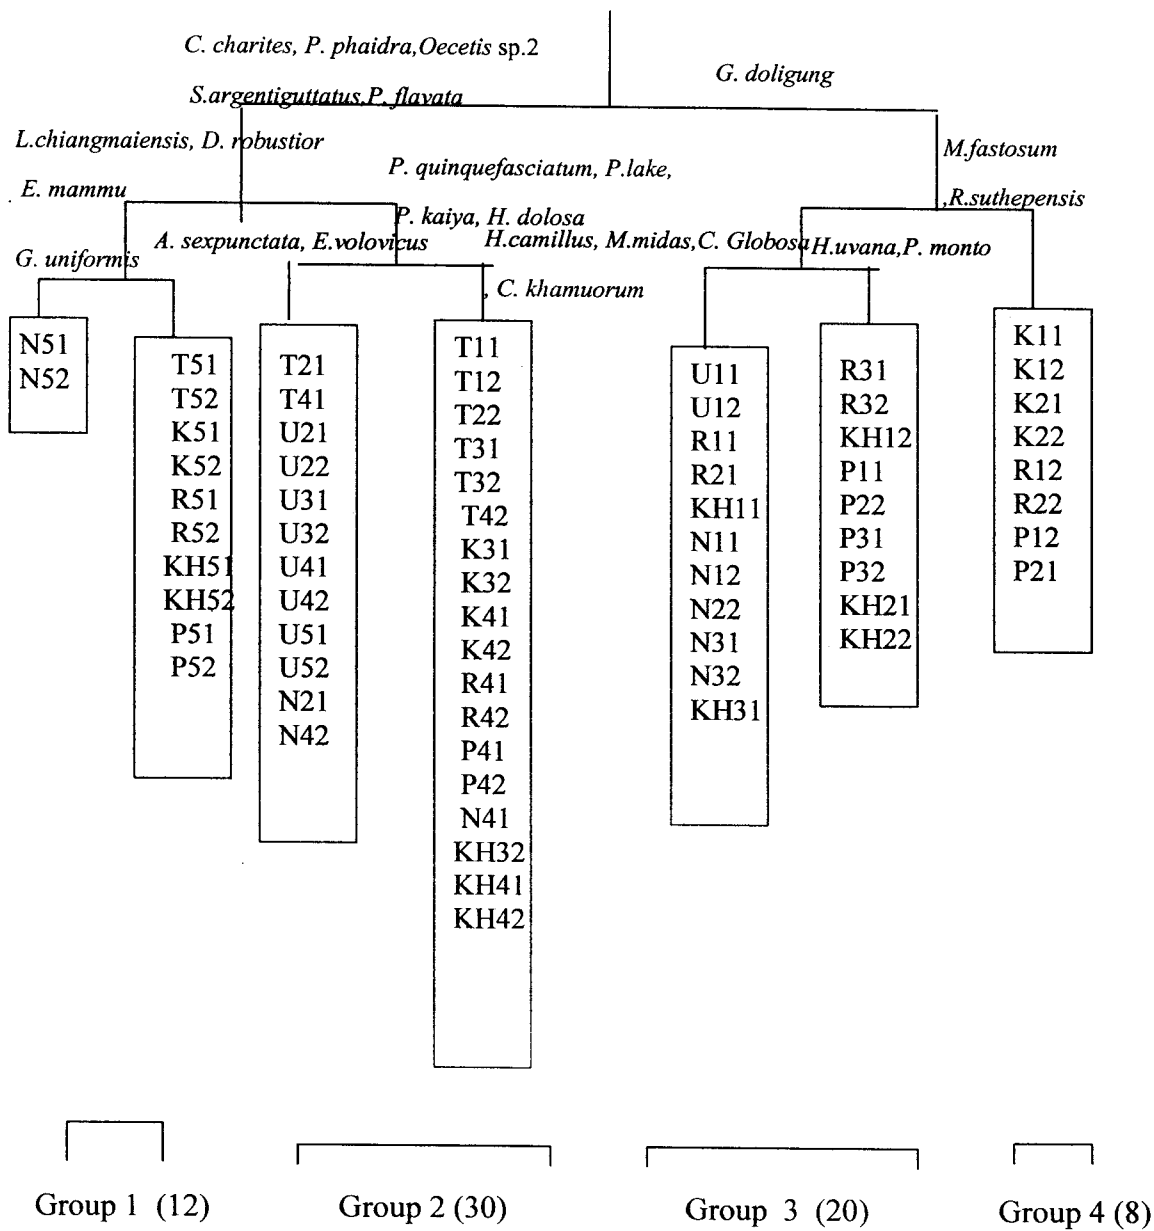 C. charites, P. phaidra,Oecetis sp.2
G. doligung
S.argentiguttatus,P. flavata
L.chiangmaiensis, D. robustior
M.fastosum
P. quinquefasciatum, P.lake,
E. mammu
,R.suthepensis
P. kaiya, H. dolosa
A. sexpunctata, E.volovicus
H.camillus, M.midas,C. Globosa
H.uvana,P. monto
G. uniformis
, C. khamuorum
N51
N52
T51
T52
K51
K52
R51
R52
KH51
KH52
P51
P52
T21
T41
U21
U22
U31
U32
U41
U42
U51
U52
N21
N42
T11
T12
T22
T31
T32
T42
K31
K32
K41
K42
R41
R42
P41
P42
N41
KH32
KH41
KH42
U11
U12
R11
R21
KH11
N11
N12
N22
N31
N32
KH31
R31
R32
KH12
P11
P22
P31
P32
KH21
KH22
K11
K12
K21
K22
R12
R22
P12
P21
Group 1 (12)
Group 2 (30)
Group 3 (20)
Group 4 (8)